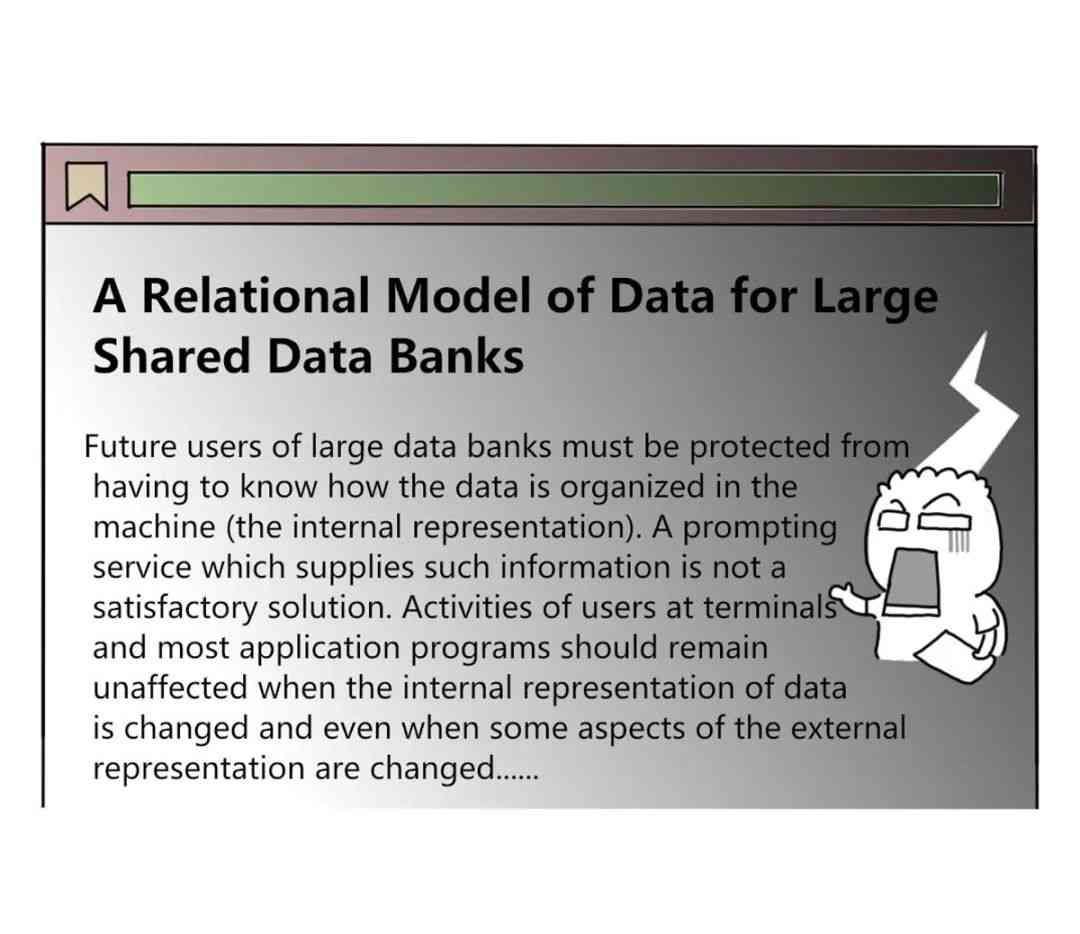 A Relational Model of Data for Large
Shared Data Banks
Future users of large data banks must be protected from
having to know how the data is organized in the
machine (the internal representation). A prompting
service which supplies such information is not a
satisfactory solution. Activities of users at terminals
and most application programs should remain
unaffected when the internal representation of data
is changed and even when some aspects of the external
representation are changed......